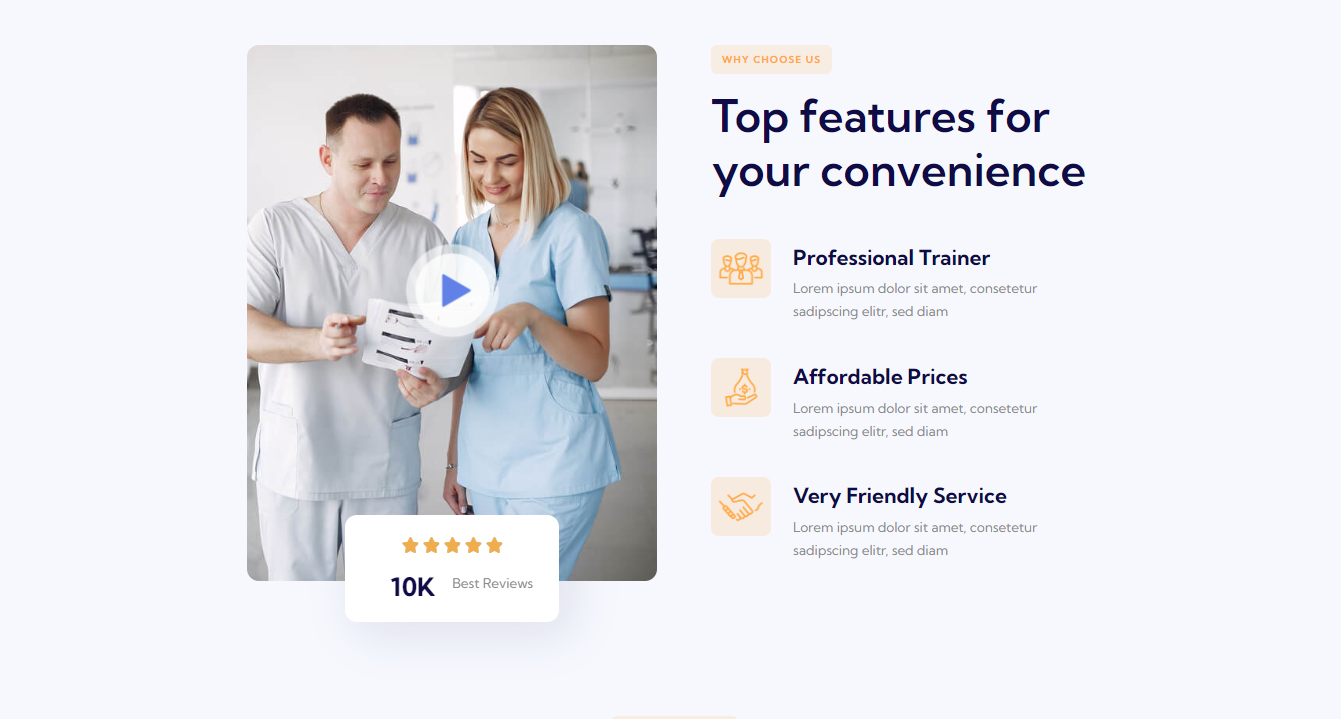 WHY CHOOSE US
Top features for
your convenience
Professional Trainer
Lorem ipsum dolor sit amet, consetetur
sadipscing elitr, sed diam
Affordable Prices
Lorem ipsum dolor sit amet, consetetur
sadipscing elitr, sed diam
Very Friendly Service
Lorem ipsum dolor sit amet, consetetur
sadipscing elitr, sed diam
10K Best Reviews